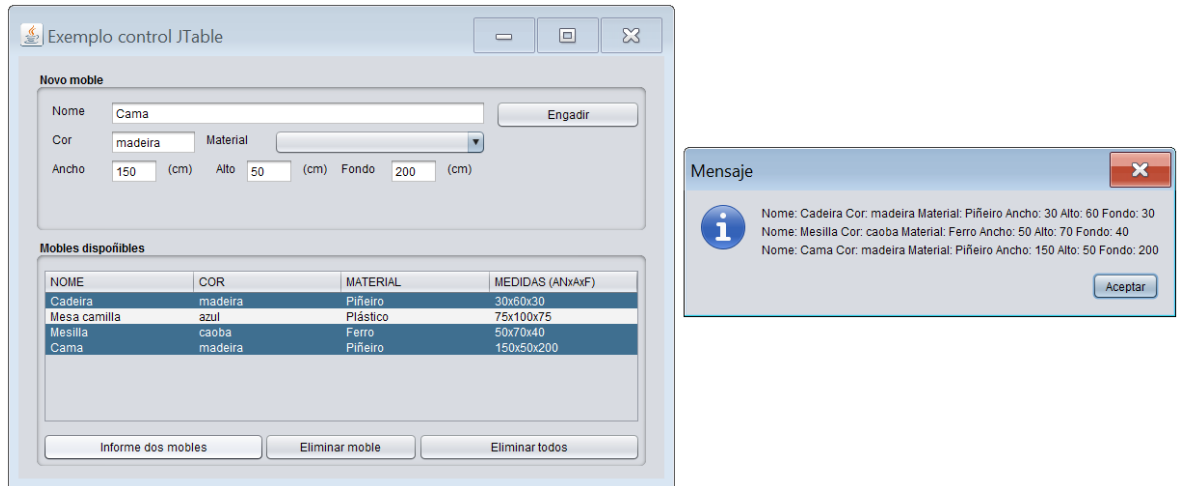 Exemplo control JTable
Novo moble
Nome Cama Engadir
Cor madeira Material
Ancho 150 (cm) Alto 50 (cm) Fondo 200 (cm)
Mobles dispoñibles
NOME COR MATERIAL MEDIDAS (ANxAxF)
Cadeira madeira Piñeiro 30x60x30
Mesa camilla azul Plástico 75x100x75
Mesilla caoba Ferro 50x70x40
Cama madeira Piñeiro 150x50x200
Informe dos mobles Eliminar moble Eliminar todos
Mensaje
Nome: Cadeira Cor: madeira Material: Piñeiro Ancho: 30 Alto: 60 Fondo: 30
Nome: Mesilla Cor: caoba Material: Ferro Ancho: 50 Alto: 70 Fondo: 40
Nome: Cama Cor: madeira Material: Piñeiro Ancho: 150 Alto: 50 Fondo: 200
Aceptar